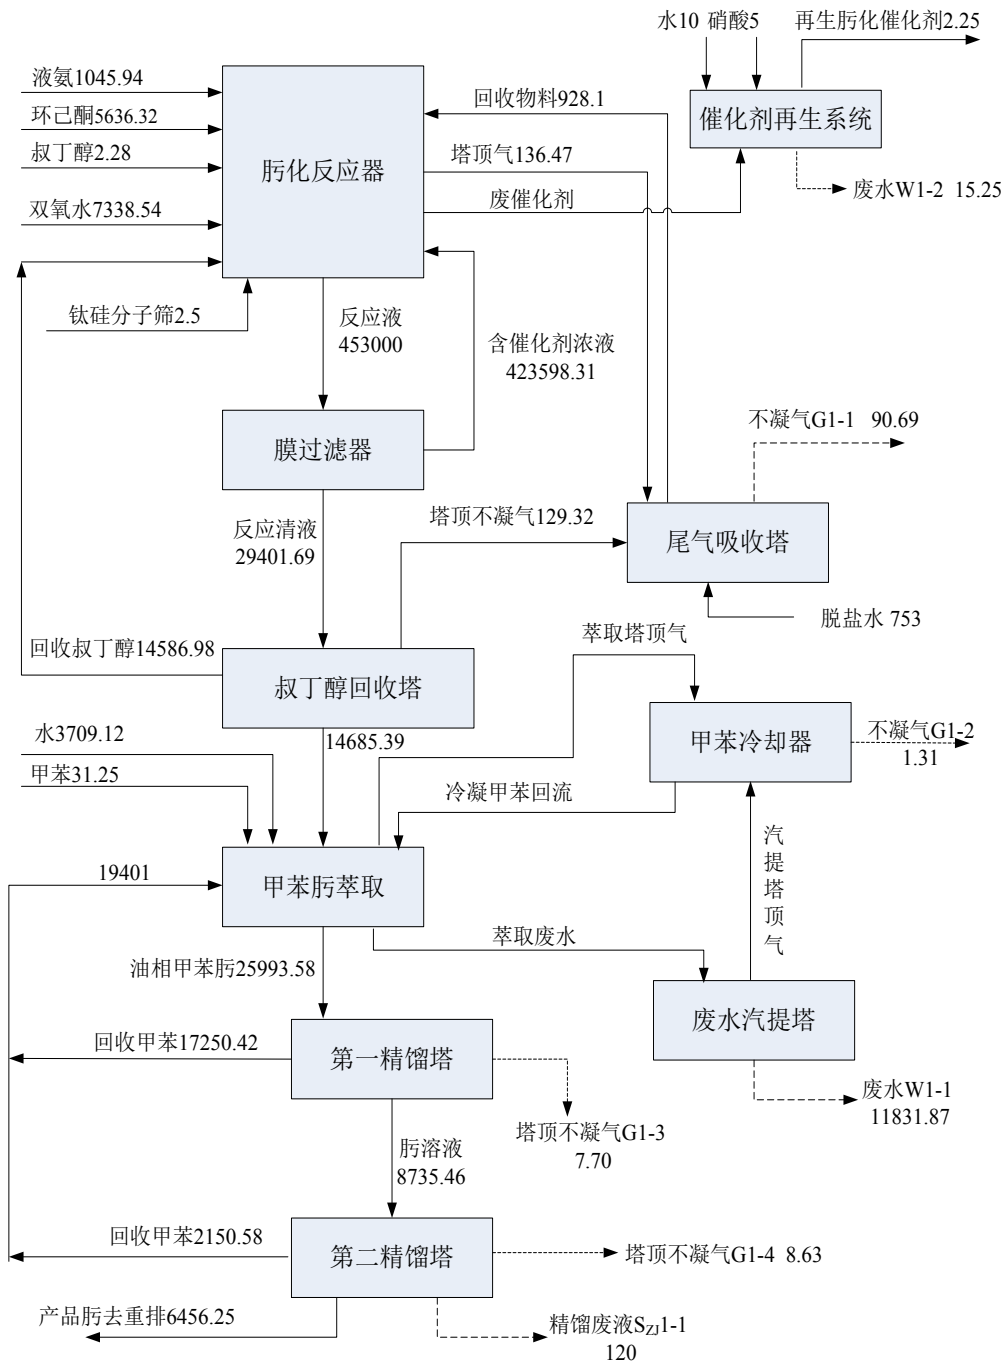 水10 硝酸5
再生肟化催化剂2.25
液氨1045.94
回收物料928.1
催化剂再生系统
环己酮5636.32
叔丁醇2.28
肟化反应器
塔顶气136.47
废催化剂
废水W1-2 15.25
双氧水7338.54
钛硅分子筛2.5
反应液
453000
含催化剂浓液
423598.31
不凝气G1-1 90.69
膜过滤器
反应清液
29401.69
塔顶不凝气129.32
尾气吸收塔
脱盐水 753
回收叔丁醇14586.98
萃取塔顶气
叔丁醇回收塔
水3709.12
14685.39
甲苯冷却器
不凝气G1-2
1.31
甲苯31.25
冷凝甲苯回流
汽
提
塔
顶
气
19401
甲苯肟萃取
萃取废水
油相甲苯肟25993.58
废水汽提塔
回收甲苯17250.42
第一精馏塔
废水W1-1
11831.87
塔顶不凝气G1-3
7.70
肟溶液
8735.46
回收甲苯2150.58
第二精馏塔
塔顶不凝气G1-4 8.63
产品肟去重排6456.25
精馏废液SZJ1-1
120